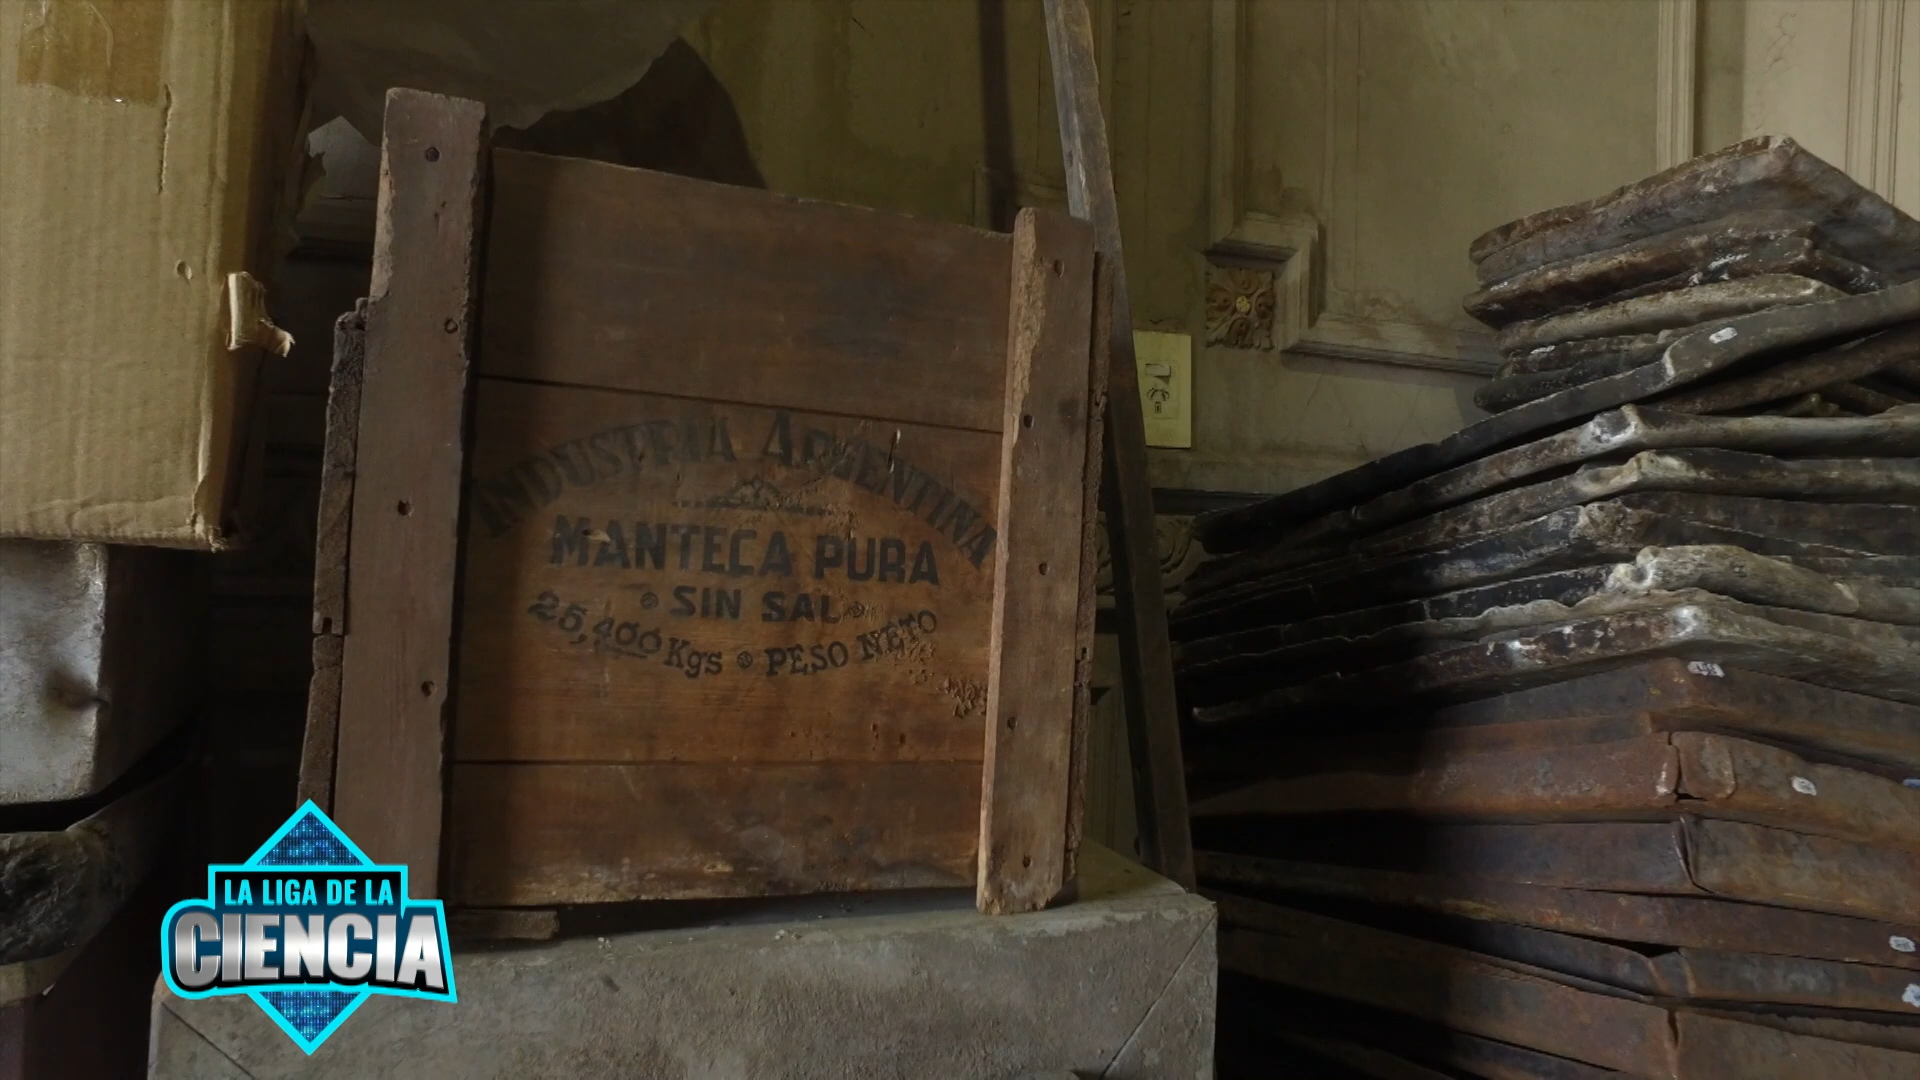 INDUSTRIA ARGENTINA
MANTECA PURA
SIN SAL
25,400 Kgs PESO NETO
LA LIGA DE LA
CIENCIA